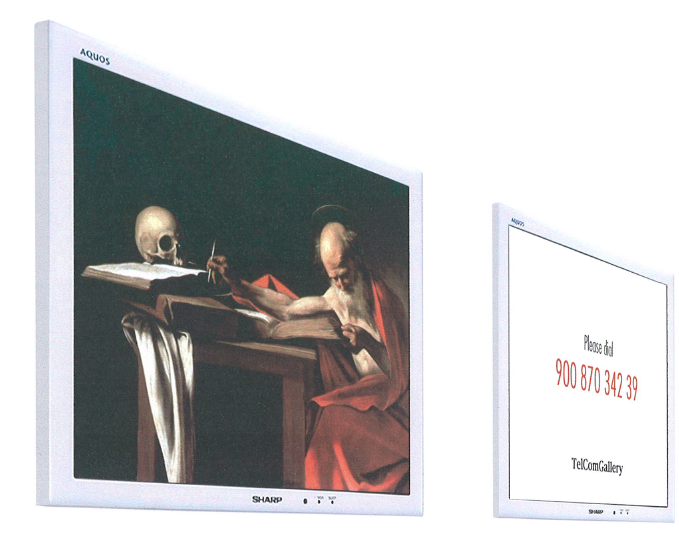 AQUOS
SHARP
AQUOS
Please dial
900 870 342 39
TelComGallery
SHARP